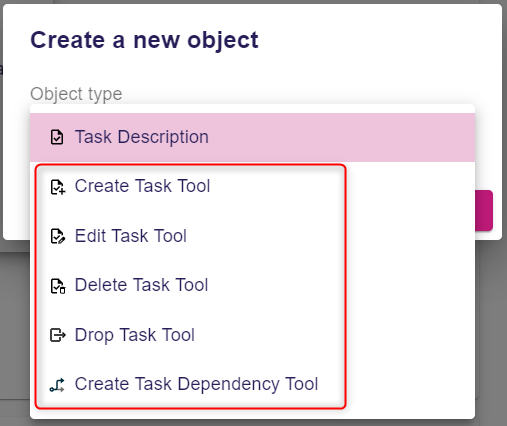 Create a new object
Object type
Task Description
Create Task Tool
Edit Task Tool
Delete Task Tool
Drop Task Tool
Create Task Dependency Tool